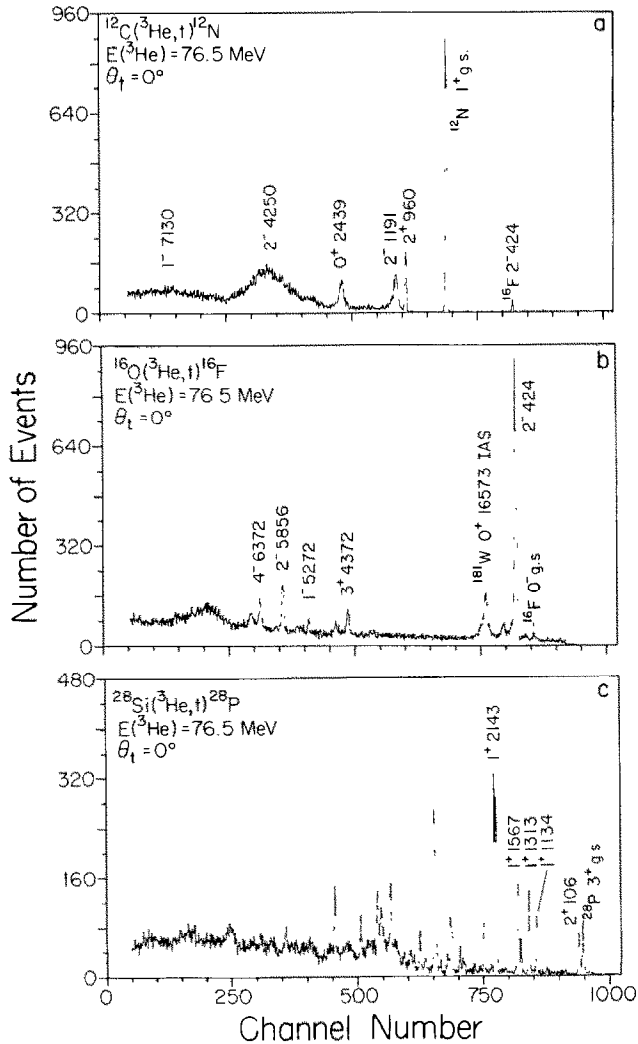 960
640
320
0
¹²C(³He,t)¹²N
E(³He)=76.5 MeV
θt=0°
a
1⁻ 7130
2⁻ 4250
0⁺ 2439
2⁻ 1191
2⁺ 960
¹²N 1⁺ g.s.
¹⁶F 2⁻ 424
960
640
320
0
¹⁶O(³He,t)¹⁶F
E(³He)=76 5 MeV
θt=0°
b
4⁻ 6372
2⁻ 5856
1⁻ 5272
3⁺ 4372
¹⁸¹W 0⁺ 16573 IAS
2⁻ 424
¹⁶F 0⁻ g.s
480
320
160
0
²⁸Si(³He,t)²⁸P
E(³He)=76.5 MeV
θt=0°
c
1⁺ 2143
1⁺ 1567
1⁺ 1313
1⁺ 1134
2⁺ 106
²⁸P 3⁺ g s
0
250
500
750
1000
Number of Events
Channel Number